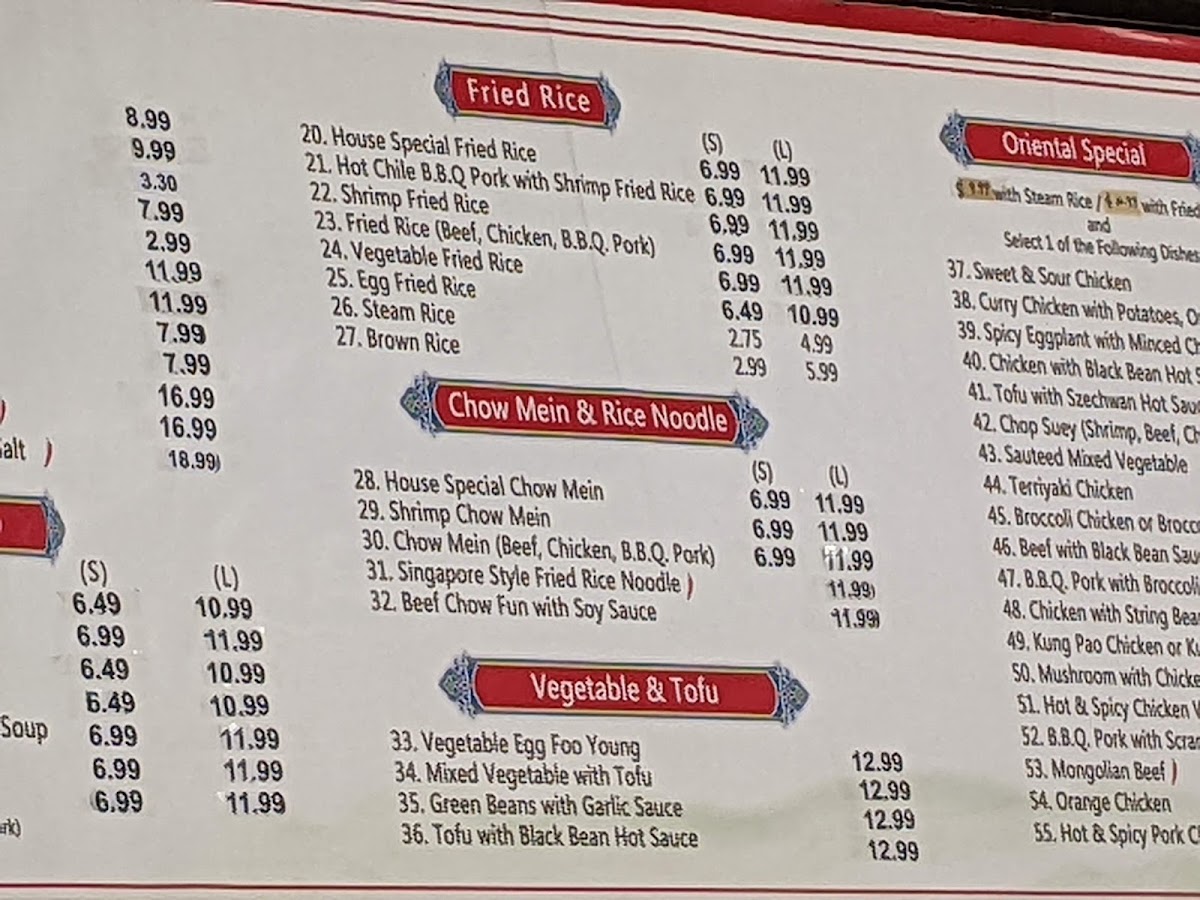 8.99
9.99
3.30
7.99
2.99
11.99
11.99
7.99
7.99
16.99
16.99
18.99
(S) (L)
6.49 10.99
6.99 11.99
6.49 10.99
6.49 10.99
Soup 6.99 11.99
6.99 11.99
6.99 11.99
Fried Rice
(S) (L)
20. House Special Fried Rice 6.99 11.99
21. Hot Chile B.B.Q Pork with Shrimp Fried Rice 6.99 11.99
22. Shrimp Fried Rice 6.99 11.99
23. Fried Rice (Beef, Chicken, B.B.Q. Pork) 6.99 11.99
24. Vegetable Fried Rice 6.99 11.99
25. Egg Fried Rice 6.49 10.99
26. Steam Rice 2.75 4.99
27. Brown Rice 2.99 5.99
Chow Mein & Rice Noodle
(S) (L)
28. House Special Chow Mein 6.99 11.99
29. Shrimp Chow Mein 6.99 11.99
30. Chow Mein (Beef, Chicken, B.B.Q. Pork) 6.99 11.99
31. Singapore Style Fried Rice Noodle 11.99
32. Beef Chow Fun with Soy Sauce 11.99
Vegetable & Tofu
33. Vegetable Egg Foo Young 12.99
34. Mixed Vegetable with Tofu 12.99
35. Green Beans with Garlic Sauce 12.99
36. Tofu with Black Bean Hot Sauce 12.99
Oriental Special
with Steam Rice / with Fried
and
Select 1 of the Following Dishes
37. Sweet & Sour Chicken
38. Curry Chicken with Potatoes,
39. Spicy Eggplant with Minced
40. Chicken with Black Bean Hot
41. Tofu with Szechwan Hot
42. Chop Suey (Shrimp, Beef,
43. Sauteed Mixed Vegetable
44. Terriyaki Chicken
45. Broccoli Chicken or
46. Beef with Black Bean
47. B.B.Q. Pork with Broccoli
48. Chicken with String
49. Kung Pao Chicken or
50. Mushroom with
51. Hot & Spicy Chicken
52. B.B.Q. Pork with
53. Mongolian Beef
54. Orange Chicken
55. Hot & Spicy Pork